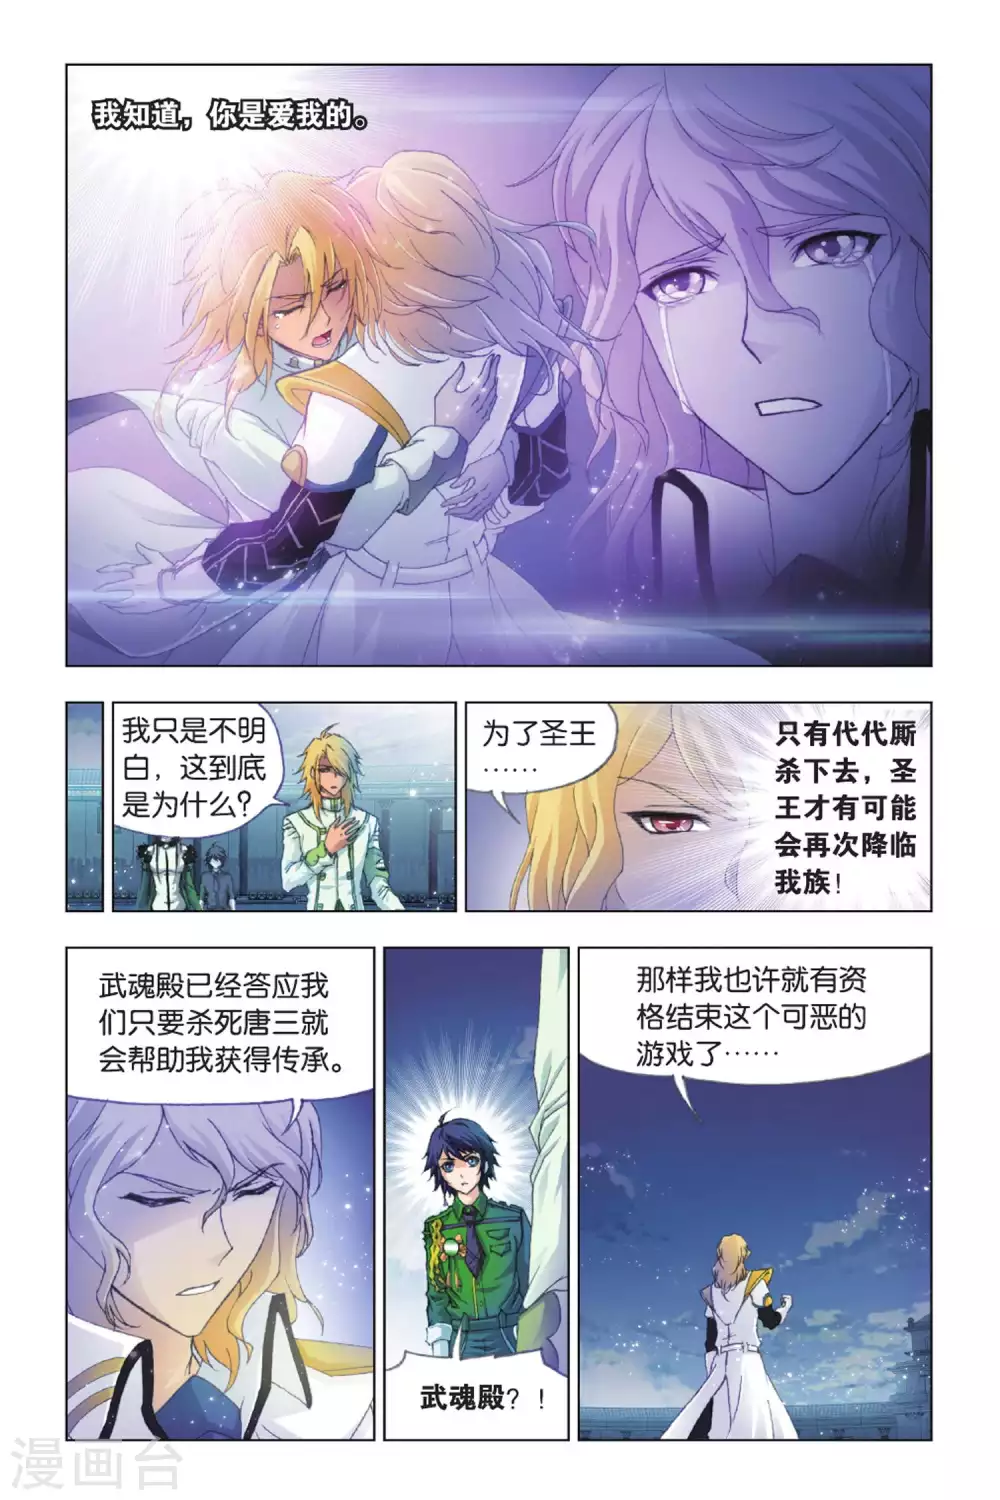 我知道，你是爱我的。
我只是不明
白，这到底
是为什么？
为了圣王
……
只有代代厮
杀下去，圣
王才有可能
会再次降临
我族！
武魂殿已经答应我
们只要杀死唐三就
会帮助我获得传承。
武魂殿？！
那样我也许就有资
格结束这个可恶的
游戏了……
漫画台